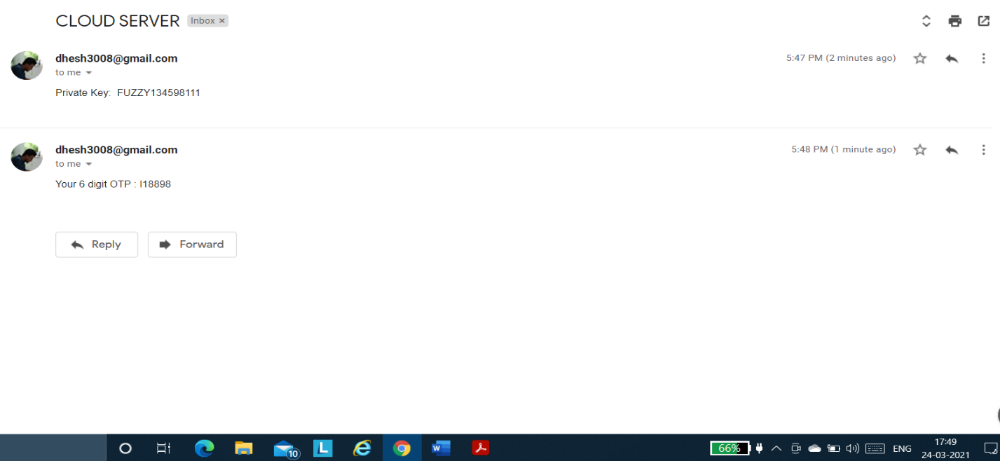 CLOUD SERVER Inbox ×
dhesh3008@gmail.com 5:47 PM (2 minutes ago)
to me
Private Key: FUZZY134598111
dhesh3008@gmail.com 5:48 PM (1 minute ago)
to me
Your 6 digit OTP : I18898
Reply Forward
10 L W 66% ENG 17:49
24-03-2021